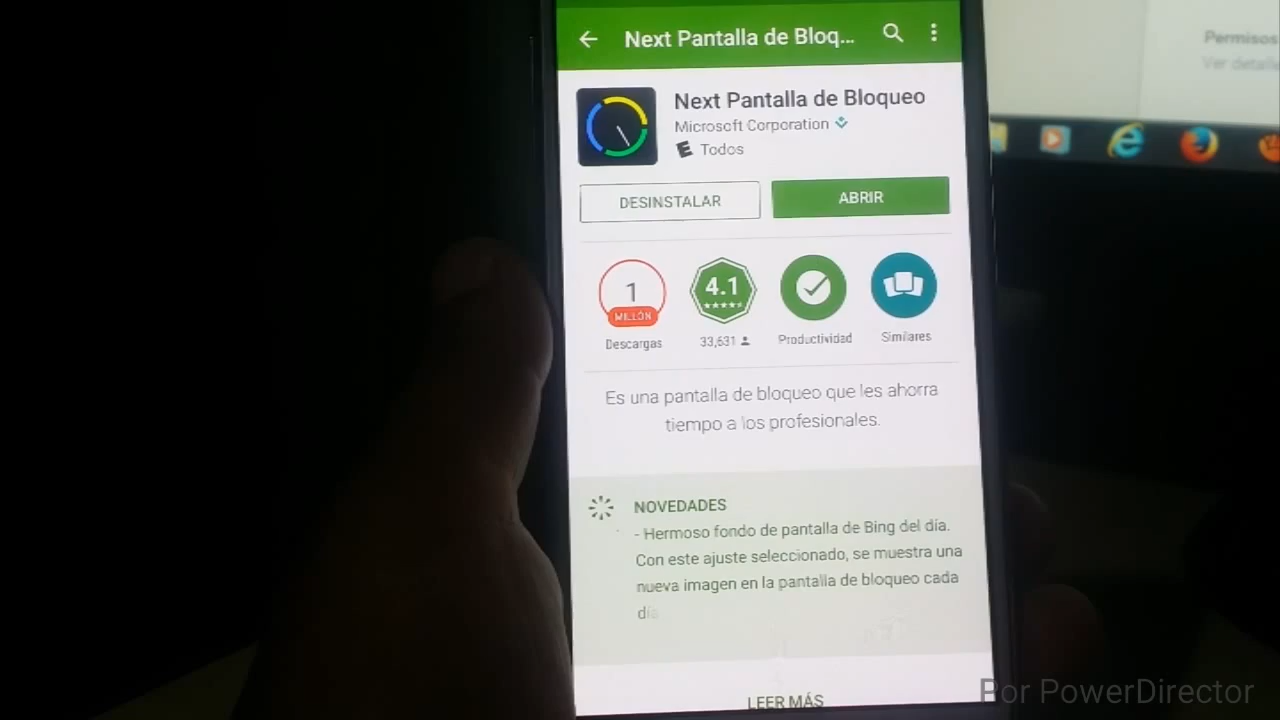 Next Pantalla de Bloq...
Next Pantalla de Bloqueo
Microsoft Corporation
E Todos
DESINSTALAR
ABRIR
1
MILLÓN
Descargas
4.1
33,631
Productividad
Similares
Es una pantalla de bloqueo que les ahorra
tiempo a los profesionales.
NOVEDADES
- Hermoso fondo de pantalla de Bing del día.
Con este ajuste seleccionado, se muestra una
nueva imagen en la pantalla de bloqueo cada
día
LEER MÁS
Permisos
Ver detalle
Por PowerDirector